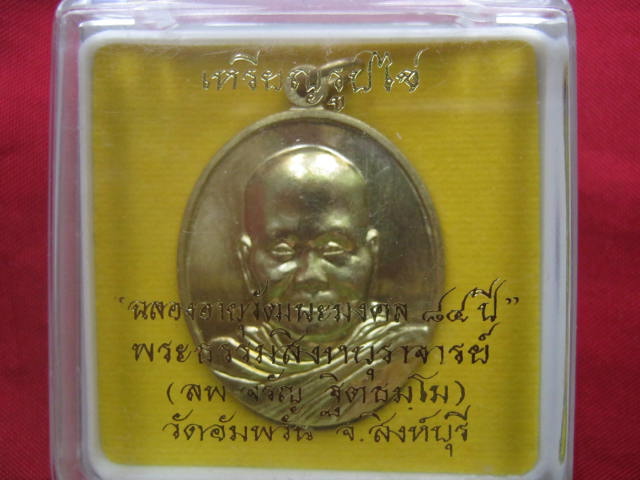 เหรียญรูปไข่
"ฉลองอายุวัฒนะมงคล ๘๔ ปี"
พระธรรมสิงหบุราจารย์
(ลพ จรัญ ฐิตธมฺโม)
วัดอัมพวัน จ.สิงห์บุรี